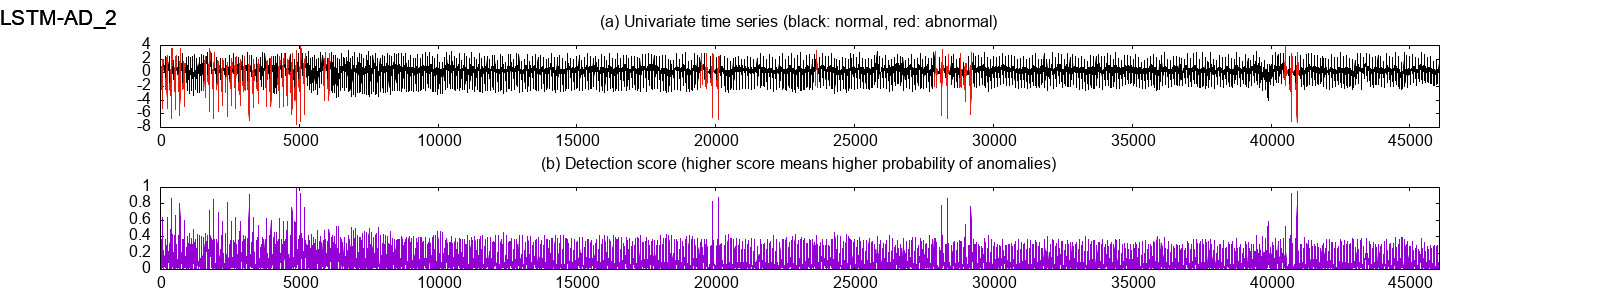 LSTM-AD_2
(a) Univariate time series (black: normal, red: abnormal)
4
2
0
-2
-4
-6
-8
0 5000 10000 15000 20000 25000 30000 35000 40000 45000
(b) Detection score (higher score means higher probability of anomalies)
1
0.8
0.6
0.4
0.2
0
0 5000 10000 15000 20000 25000 30000 35000 40000 45000